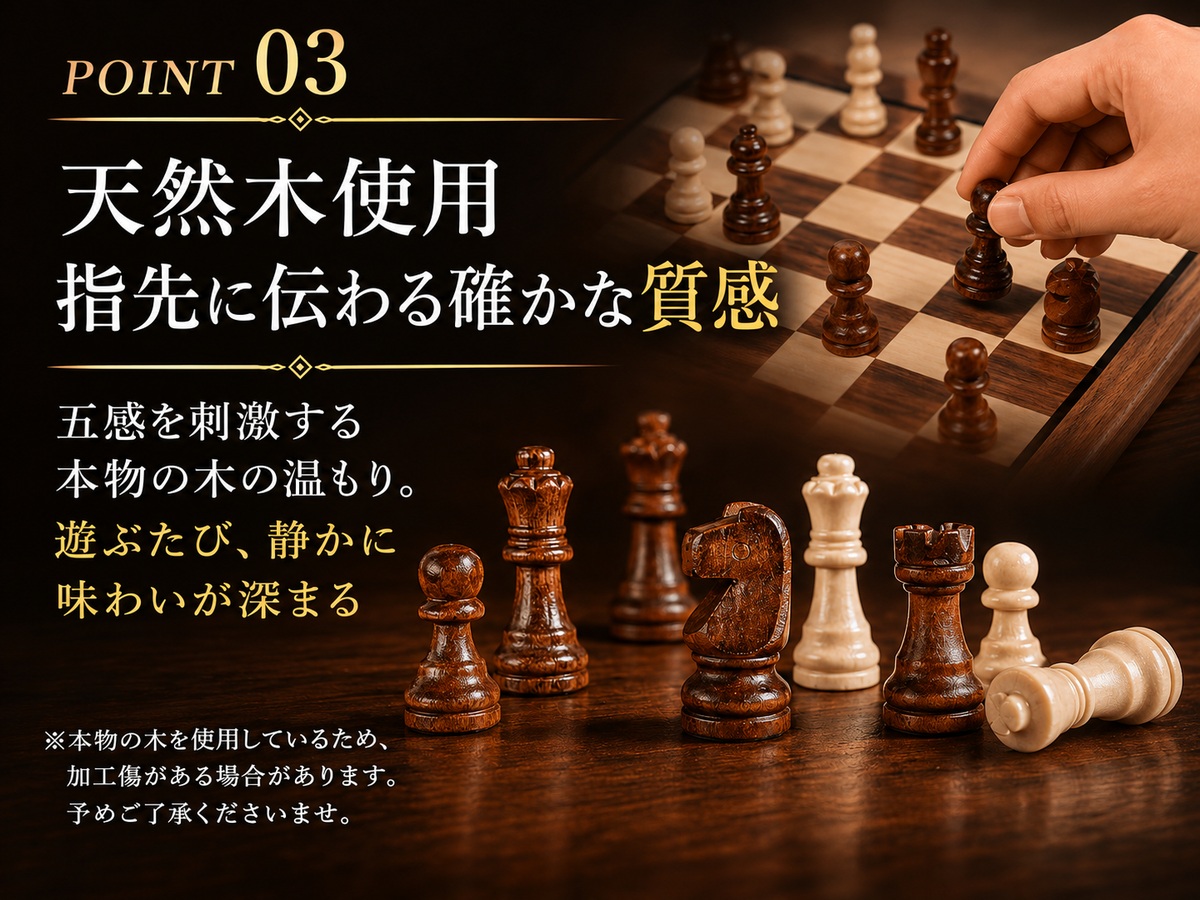 POINT 03
天然木使用
指先に伝わる確かな質感
五感を刺激する
本物の木の温もり。
遊ぶたび、静かに
味わいが深まる
※本物の木を使用しているため、
加工傷がある場合があります。
予めご了承くださいませ。